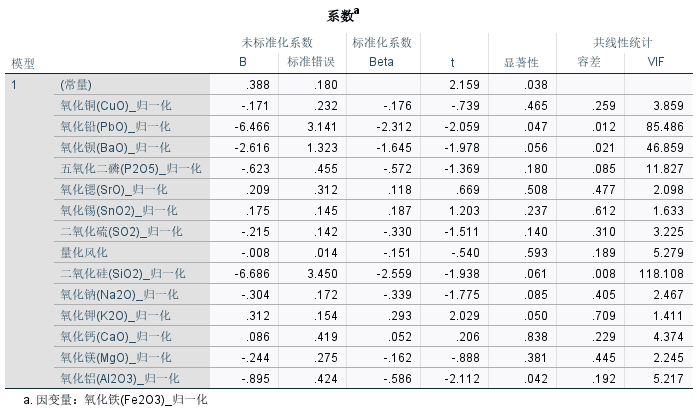 系数a
未标准化系数 标准化系数 共线性统计
模型 B 标准错误 Beta t 显著性 容差 VIF
1 (常量) .388 .180 2.159 .038
氧化铜(CuO)_归一化 -.171 .232 -.176 -.739 .465 .259 3.859
氧化铅(PbO)_归一化 -6.466 3.141 -2.312 -2.059 .047 .012 85.486
氧化钡(BaO)_归一化 -2.616 1.323 -1.645 -1.978 .056 .021 46.859
五氧化二磷(P2O5)_归一化 -.623 .455 -.572 -1.369 .180 .085 11.827
氧化锶(SrO)_归一化 .209 .312 .118 .669 .508 .477 2.098
氧化锡(SnO2)_归一化 .175 .145 .187 1.203 .237 .612 1.633
二氧化硫(SO2)_归一化 -.215 .142 -.330 -1.511 .140 .310 3.225
量化风化 -.008 .014 -.151 -.540 .593 .189 5.279
二氧化硅(SiO2)_归一化 -6.686 3.450 -2.559 -1.938 .061 .008 118.108
氧化钠(Na2O)_归一化 -.304 .172 -.339 -1.775 .085 .405 2.467
氧化钾(K2O)_归一化 .312 .154 .293 2.029 .050 .709 1.411
氧化钙(CaO)_归一化 .086 .419 .052 .206 .838 .229 4.374
氧化镁(MgO)_归一化 -.244 .275 -.162 -.888 .381 .445 2.245
氧化铝(Al2O3)_归一化 -.895 .424 -.586 -2.112 .042 .192 5.217
a. 因变量：氧化铁(Fe2O3)_归一化